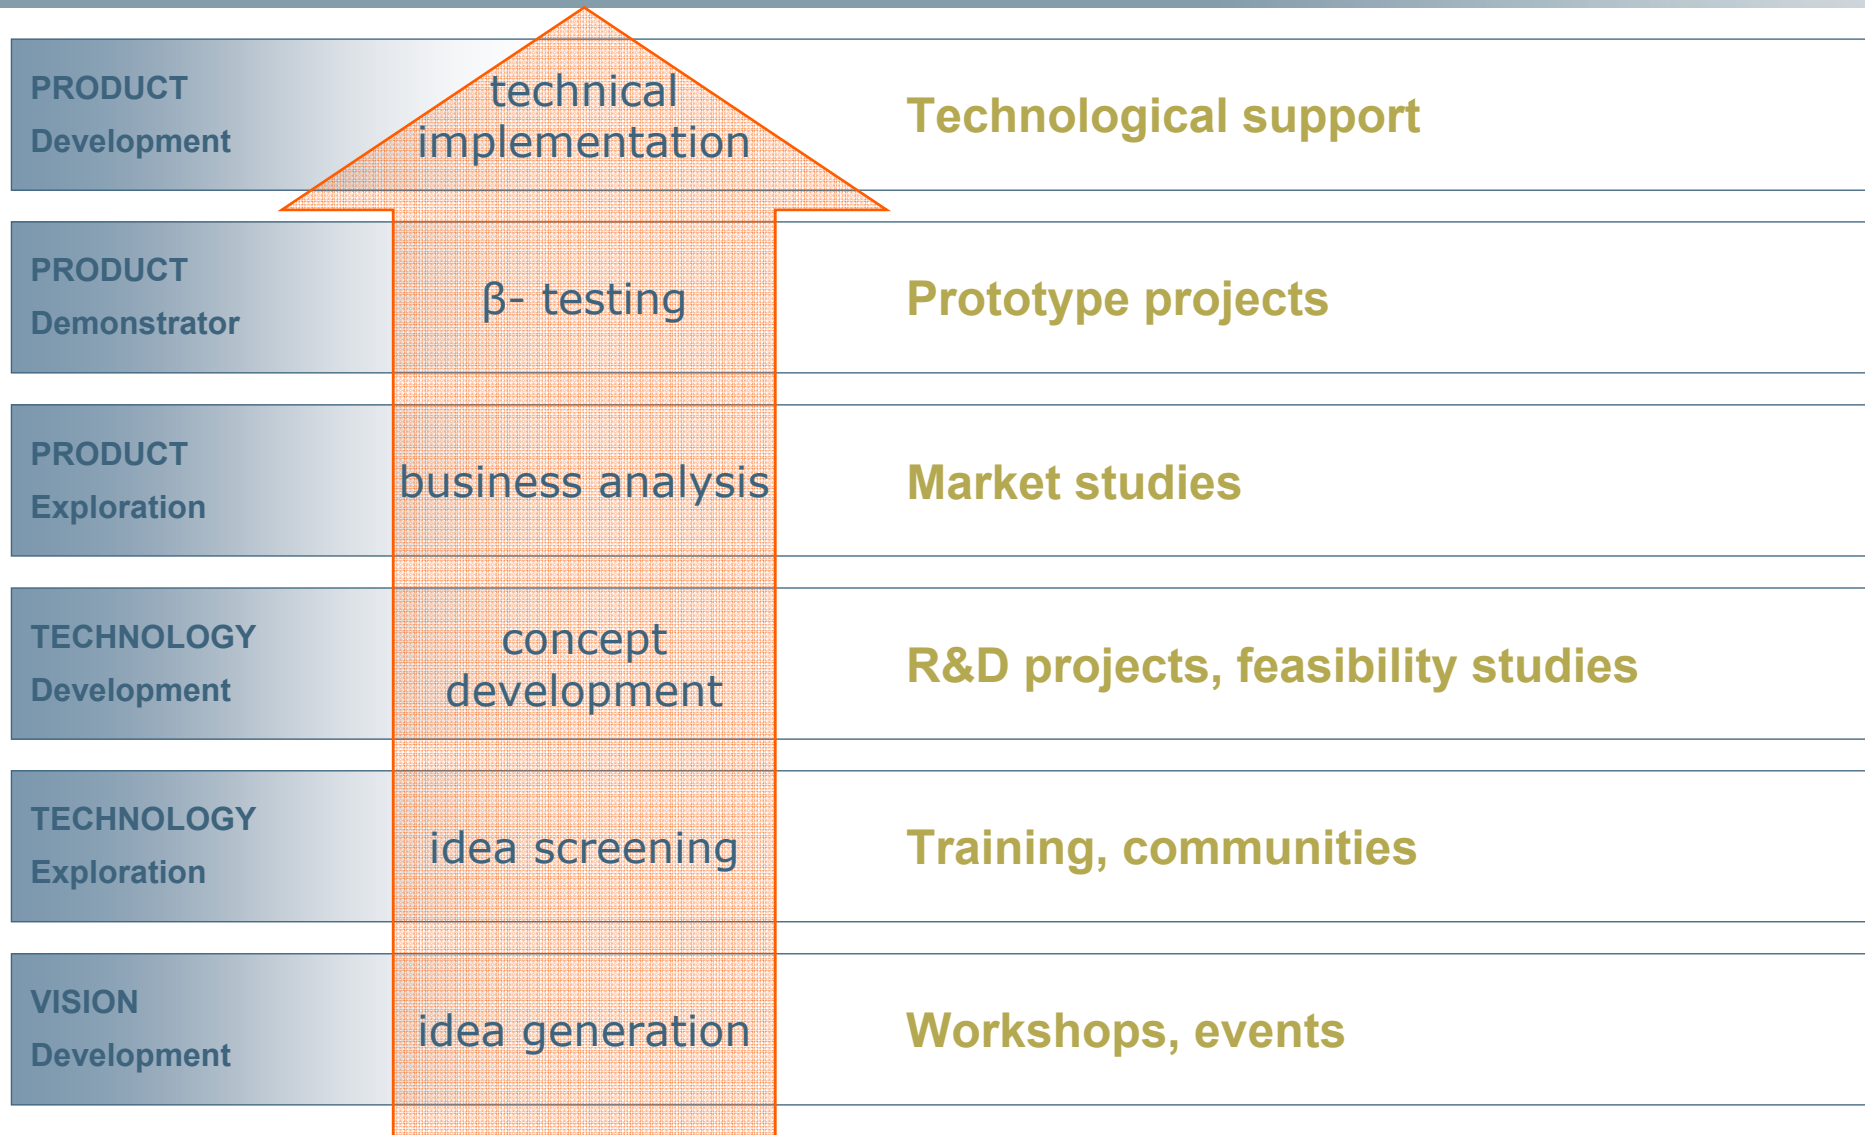 PRODUCT
Development
technical
implementation
Technological support
PRODUCT
Demonstrator
β- testing
Prototype projects
PRODUCT
Exploration
business analysis
Market studies
TECHNOLOGY
Development
concept
development
R&D projects, feasibility studies
TECHNOLOGY
Exploration
idea screening
Training, communities
VISION
Development
idea generation
Workshops, events